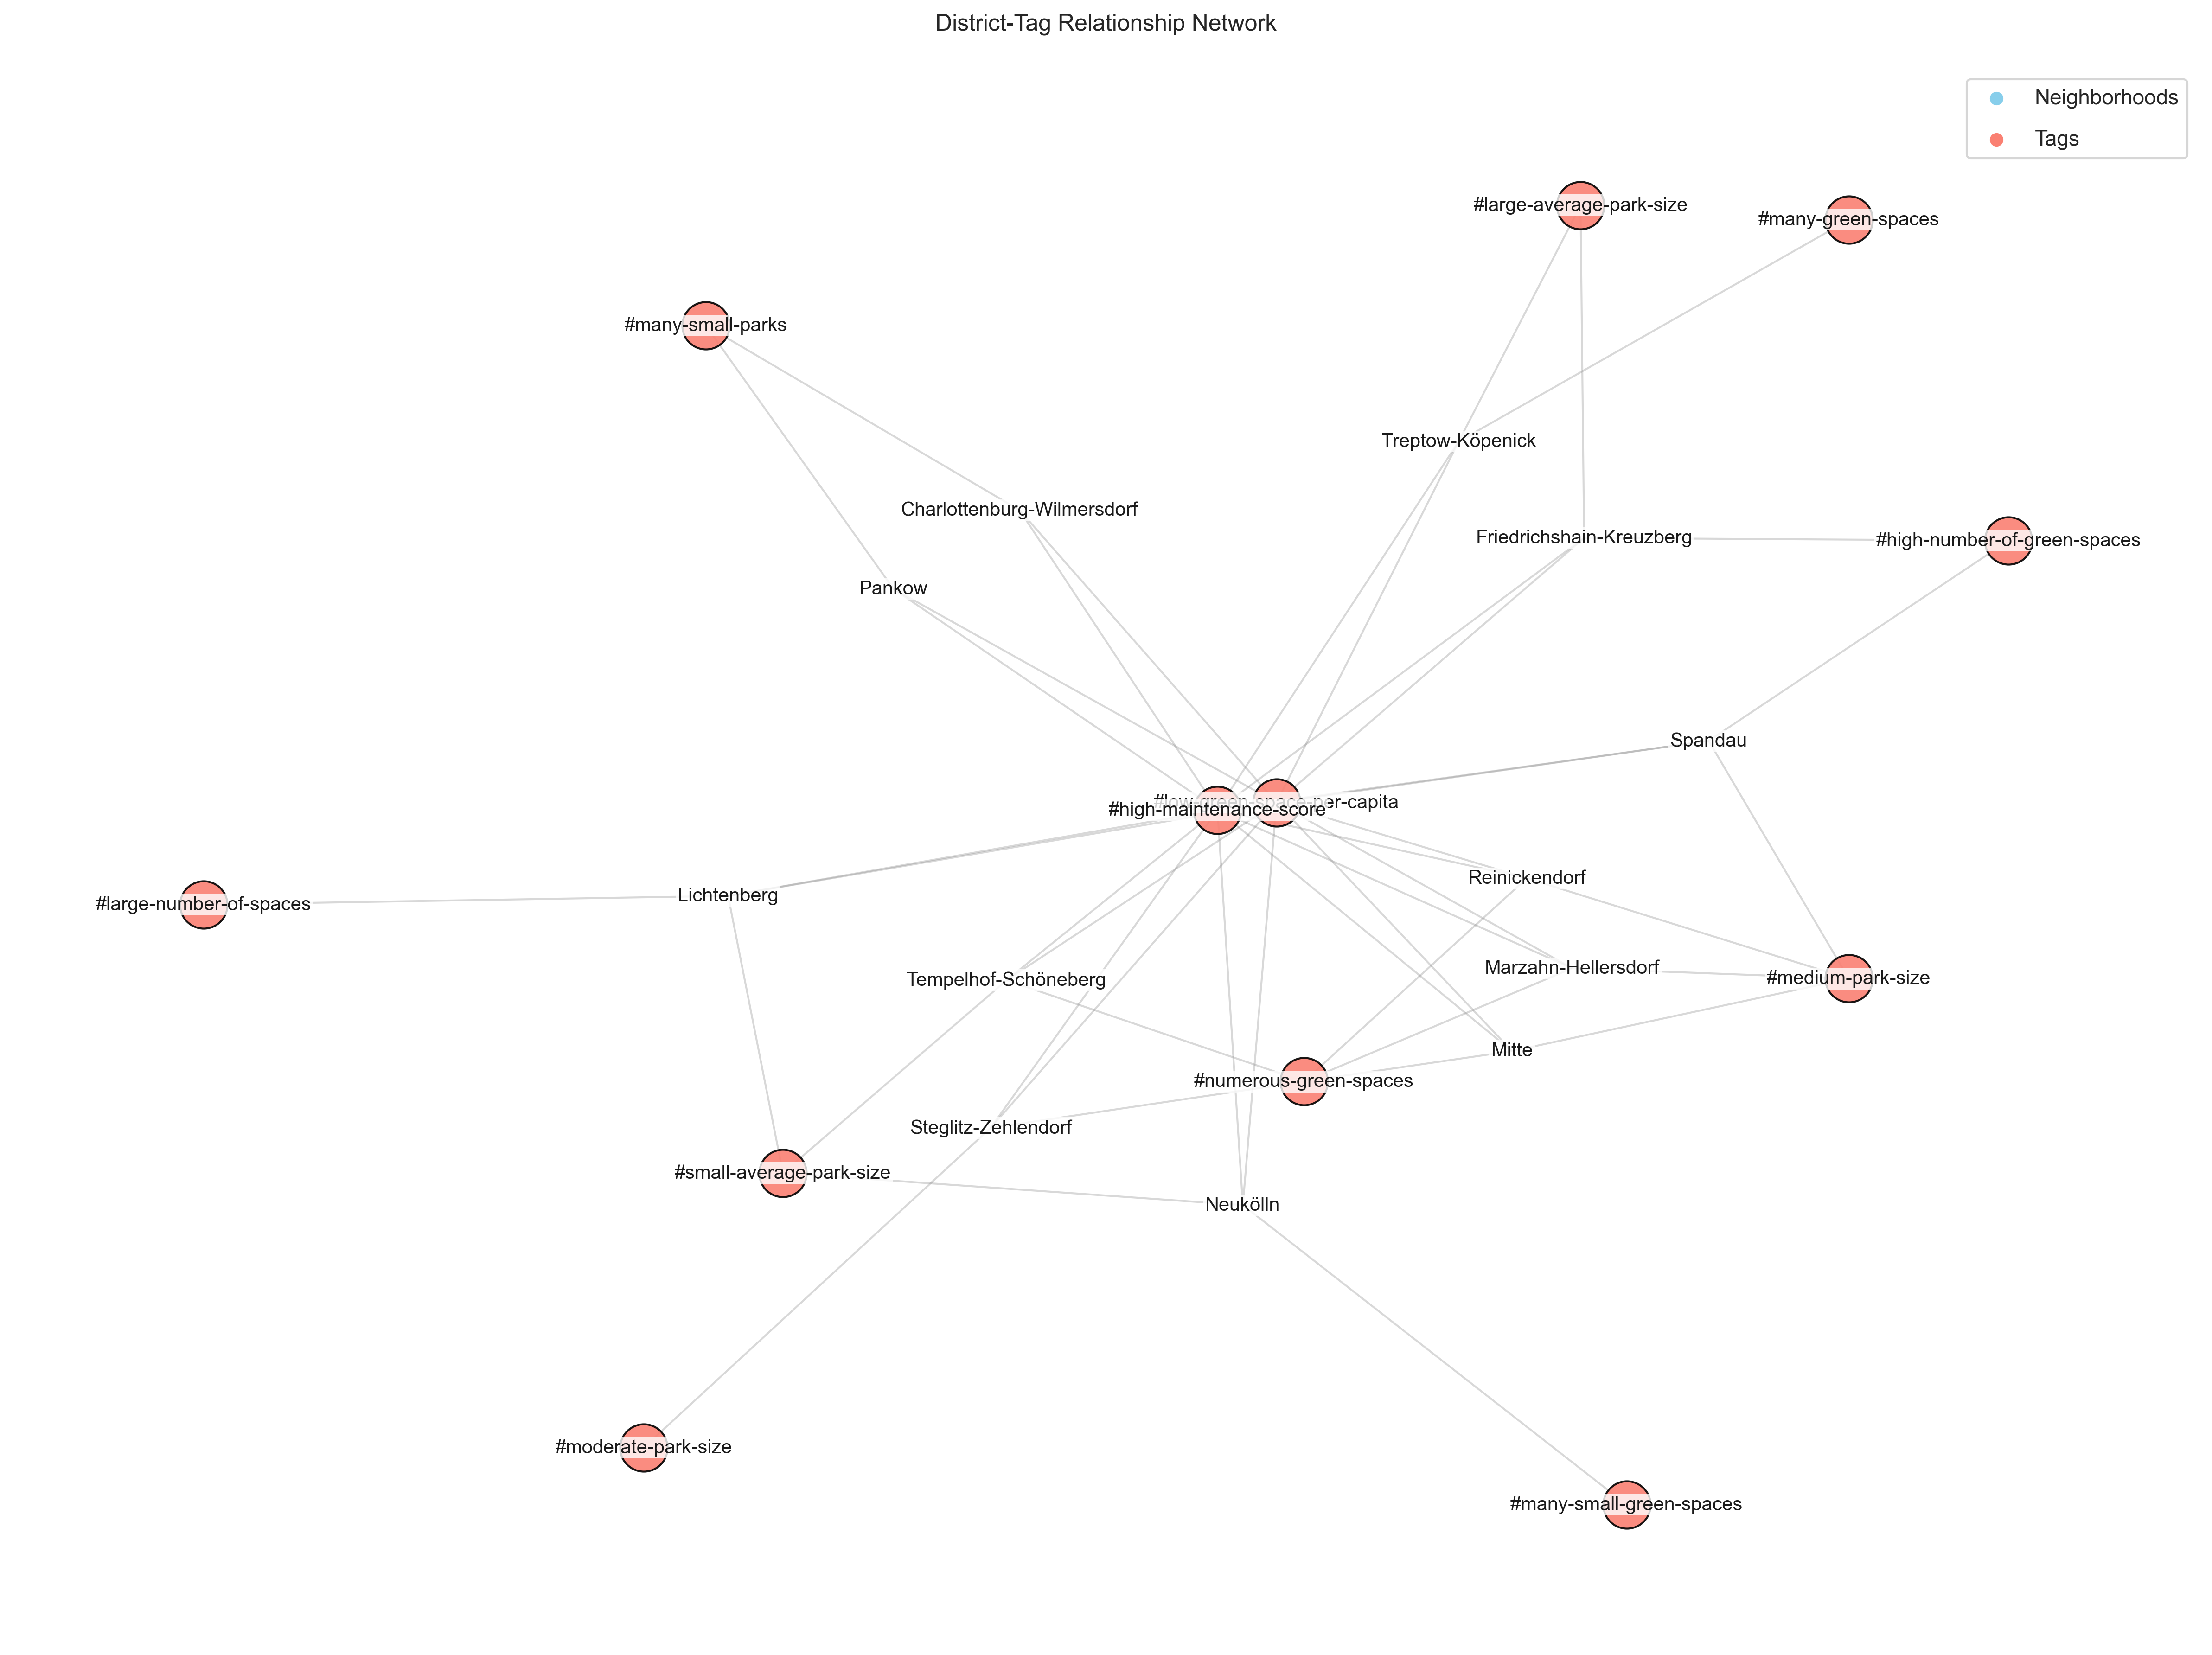 District-Tag Relationship Network
Neighborhoods
Tags
#large-average-park-size
#many-green-spaces
#many-small-parks
Treptow-Köpenick
Charlottenburg-Wilmersdorf
Friedrichshain-Kreuzberg
#high-number-of-green-spaces
Pankow
Spandau
#low-green-space-per-capita
#high-maintenance-score
Reinickendorf
Lichtenberg
#large-number-of-spaces
Marzahn-Hellersdorf
Tempelhof-Schöneberg
#medium-park-size
Mitte
#numerous-green-spaces
Steglitz-Zehlendorf
#small-average-park-size
Neukölln
#moderate-park-size
#many-small-green-spaces